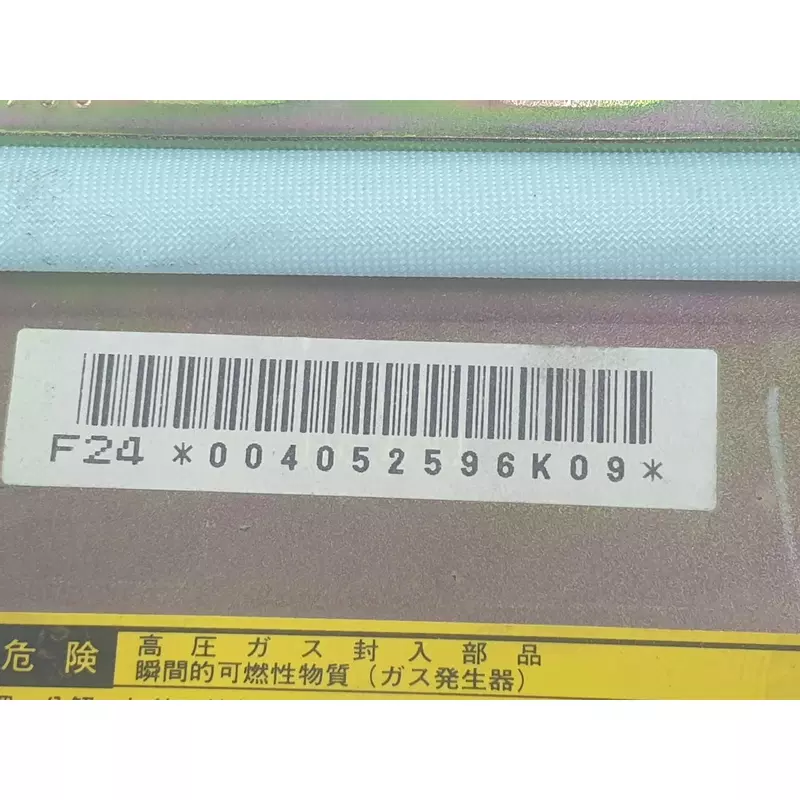 F24 *004052596K09*
危険
高圧ガス封入部品
瞬間的可燃性物質（ガス発生器）